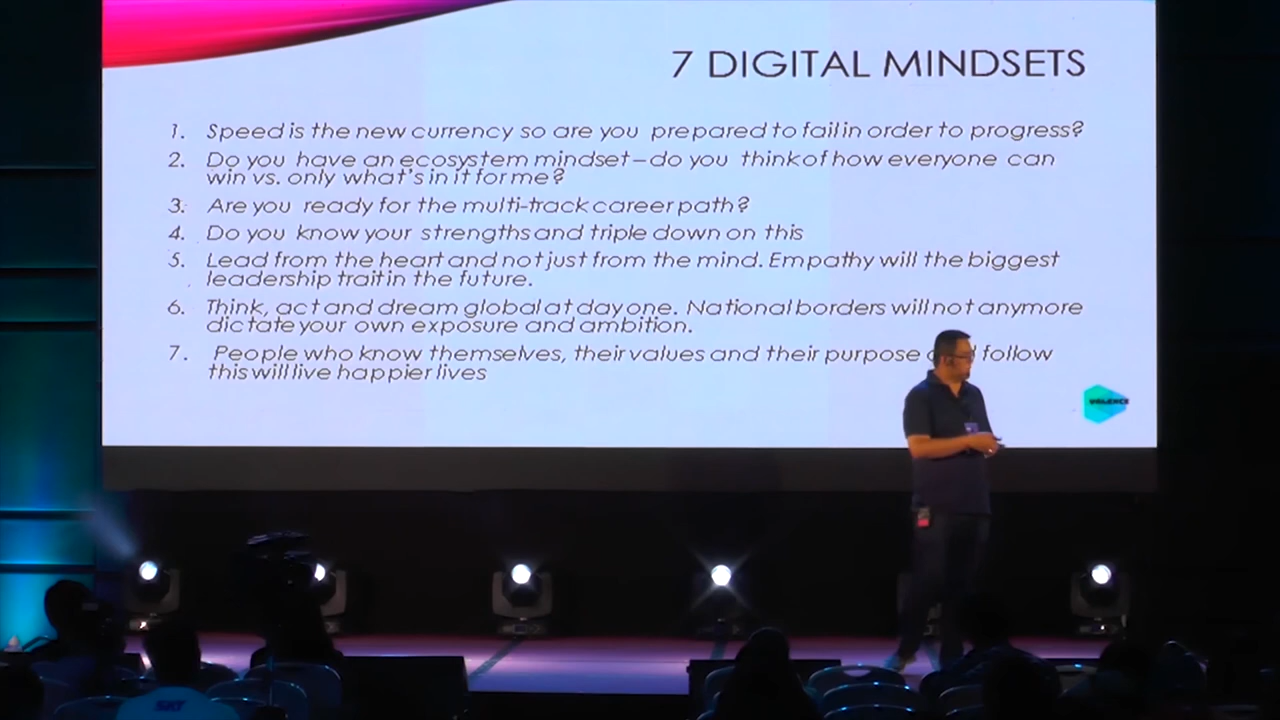 7 DIGITAL MINDSETS
1. Speed is the new currency so are you prepared to fail in order to progress?
2. Do you have an ecosystem mindset – do you think of how everyone can
win vs. only what's in it for me?
3. Are you ready for the multi-track career path?
4. Do you know your strengths and triple down on this
5. Lead from the heart and not just from the mind. Empathy will the biggest
leadership trait in the future.
6. Think, act and dream global at day one. National borders will not anymore
dictate your own exposure and ambition.
7. People who know themselves, their values and their purpose follow
this will live happier lives
VALENCE